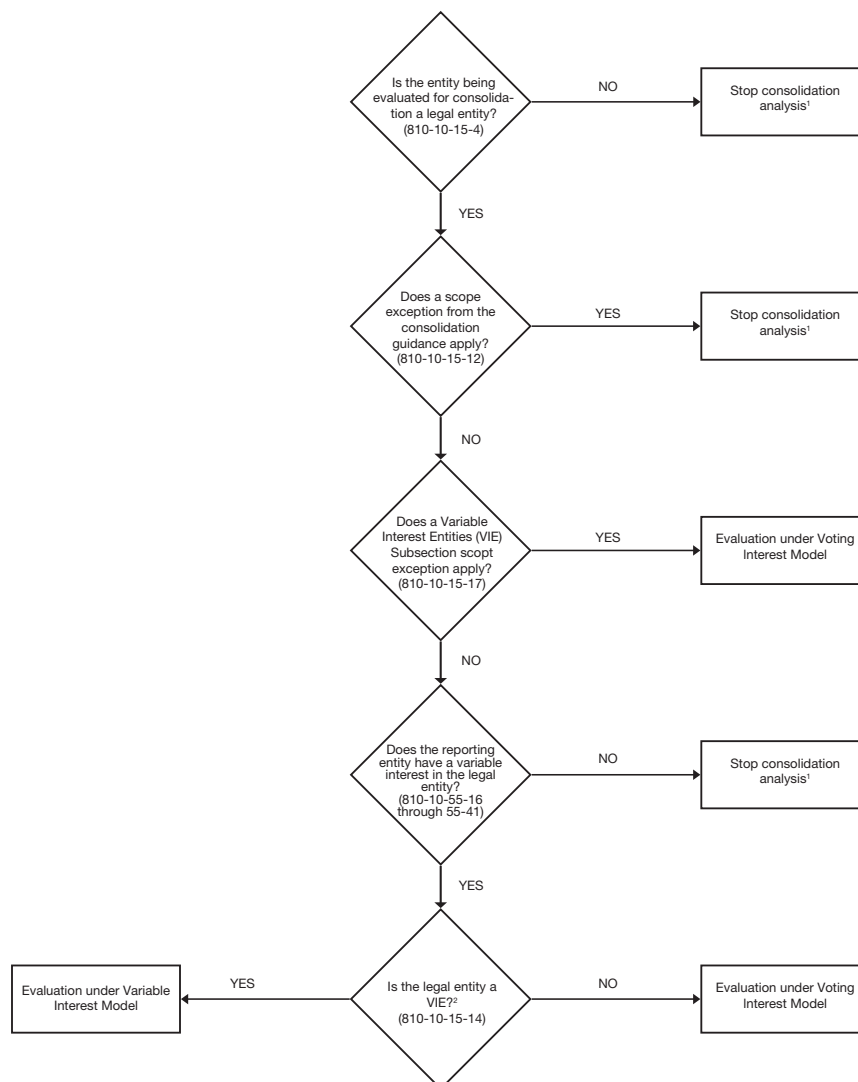 Is the entity being
evaluated for consolida-
tion a legal entity?
(810-10-15-4)
NO
Stop consolidation
analysis¹
YES
Does a scope
exception from the
consolidation
guidance apply?
(810-10-15-12)
YES
Stop consolidation
analysis¹
NO
Does a Variable
Interest Entities (VIE)
Subsection scopt
exception apply?
(810-10-15-17)
YES
Evaluation under Voting
Interest Model
NO
Does the reporting
entity have a variable
interest in the legal
entity?
(810-10-55-16
through 55-41)
NO
Stop consolidation
analysis¹
YES
Evaluation under Variable
Interest Model
YES
Is the legal entity a
VIE?²
(810-10-15-14)
NO
Evaluation under Voting
Interest Model